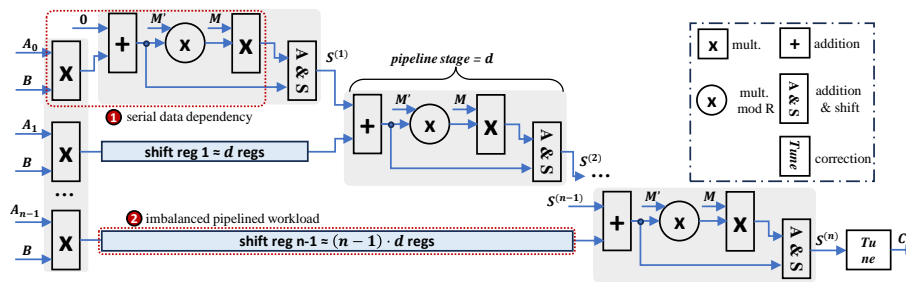 0
M'
M
A₀
B
+
x
x
x
A & S
S⁽¹⁾
1 serial data dependency
pipeline stage = d
M'
M
+
x
x
A & S
S⁽²⁾
...
A₁
B
x
shift reg 1 ≈ d regs
...
Aₙ₋₁
B
x
2 imbalanced pipelined workload
shift reg n-1 ≈ (n − 1) · d regs
S⁽ⁿ⁻¹⁾
M'
M
+
x
x
A & S
S⁽ⁿ⁾
Tu
ne
C
x mult.
+ addition
x mult.
mod R
A & S addition
& shift
Tune correction